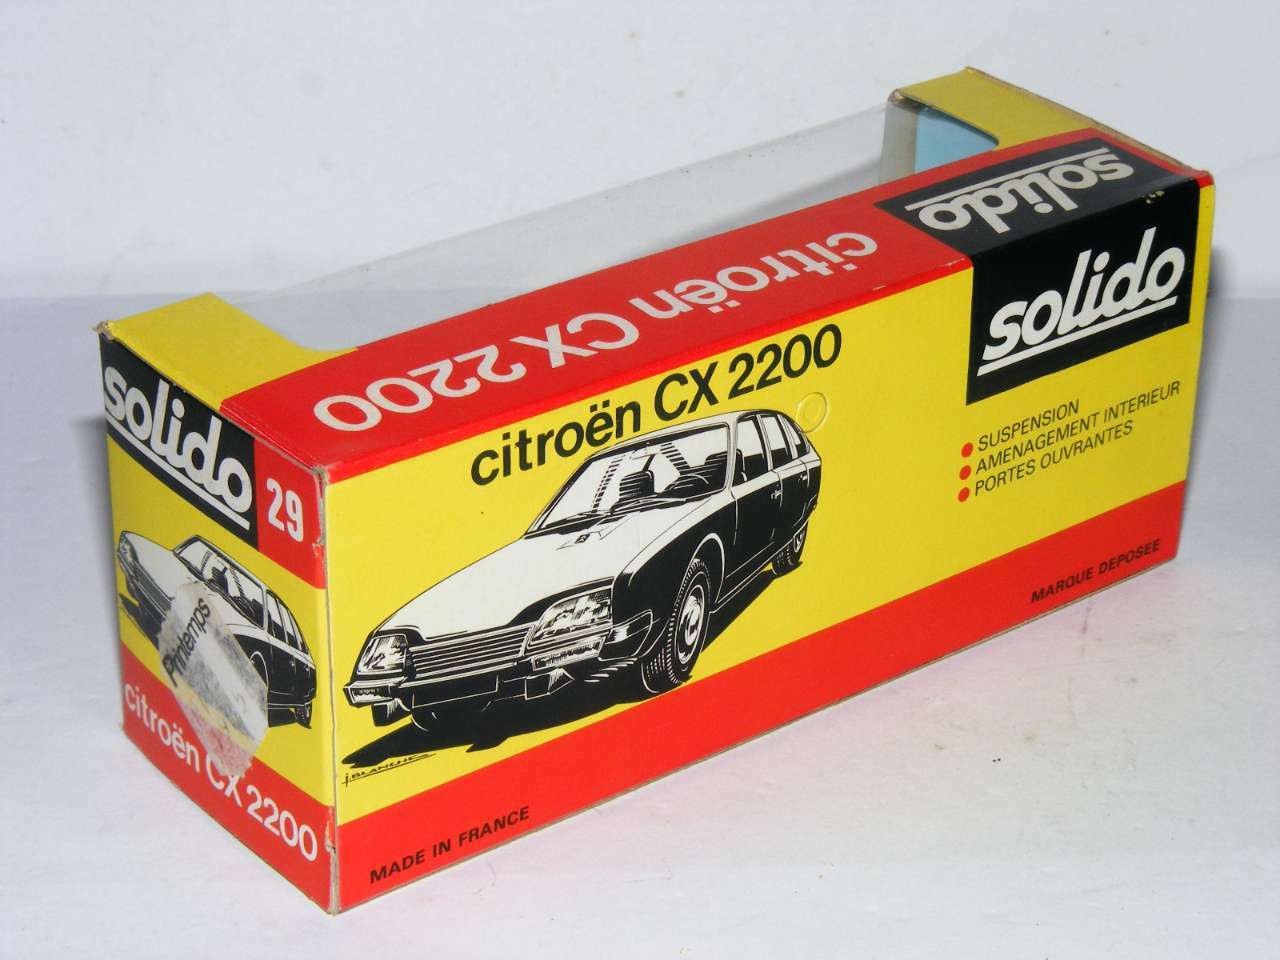 solido
citroën CX 2200
citroën CX 2200
solido
SUSPENSION
AMENAGEMENT INTERIEUR
PORTES OUVRANTES
MARQUE DEPOSEE
MADE IN FRANCE
solido
29
Printemps
citroën CX 2200